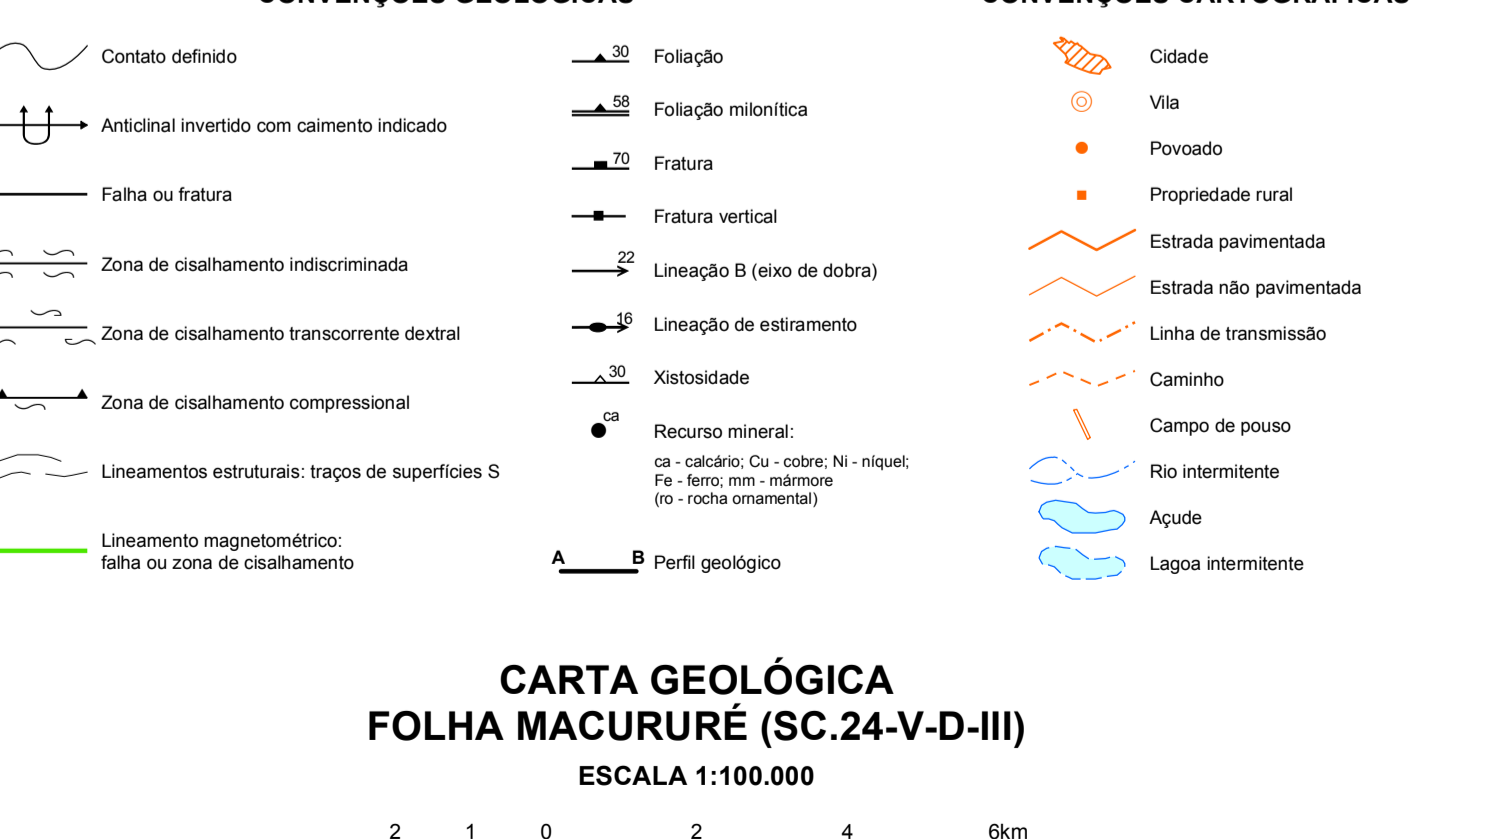 CONVENÇÕES GEOLÓGICAS
Contato definido
Anticlinal invertido com caimento indicado
Falha ou fratura
Zona de cisalhamento indiscriminada
Zona de cisalhamento transcorrente dextral
Zona de cisalhamento compressional
Lineamentos estruturais: traços de superfícies S
Lineamento magnetométrico:
falha ou zona de cisalhamento
30 Foliação
58 Foliação milonítica
70 Fratura
Fratura vertical
22 Lineação B (eixo de dobra)
16 Lineação de estiramento
30 Xistosidade
ca Recurso mineral:
ca - calcário; Cu - cobre; Ni - níquel;
Fe - ferro; mm - mármore
(ro - rocha ornamental)
A B Perfil geológico
CONVENÇÕES CARTOGRÁFICAS
Cidade
Vila
Povoado
Propriedade rural
Estrada pavimentada
Estrada não pavimentada
Linha de transmissão
Caminho
Campo de pouso
Rio intermitente
Açude
Lagoa intermitente
CARTA GEOLÓGICA
FOLHA MACURURÉ (SC.24-V-D-III)
ESCALA 1:100.000
2 1 0 2 4 6km